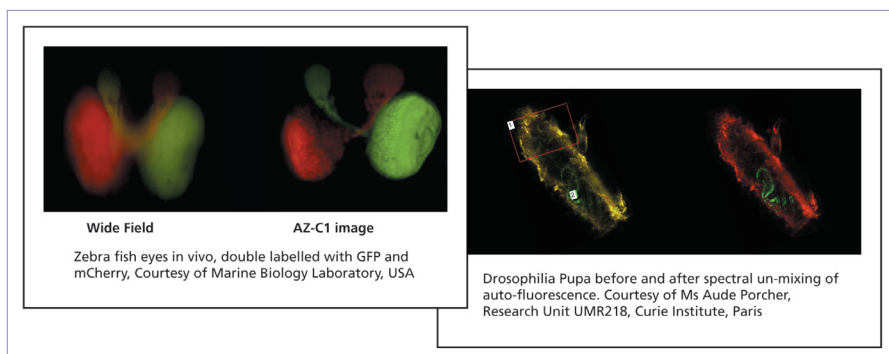 Wide Field
AZ-C1 image
Zebra fish eyes in vivo, double labelled with GFP and
mCherry, Courtesy of Marine Biology Laboratory, USA
Drosophilia Pupa before and after spectral un-mixing of
auto-fluorescence. Courtesy of Ms Aude Porcher,
Research Unit UMR218, Curie Institute, Paris